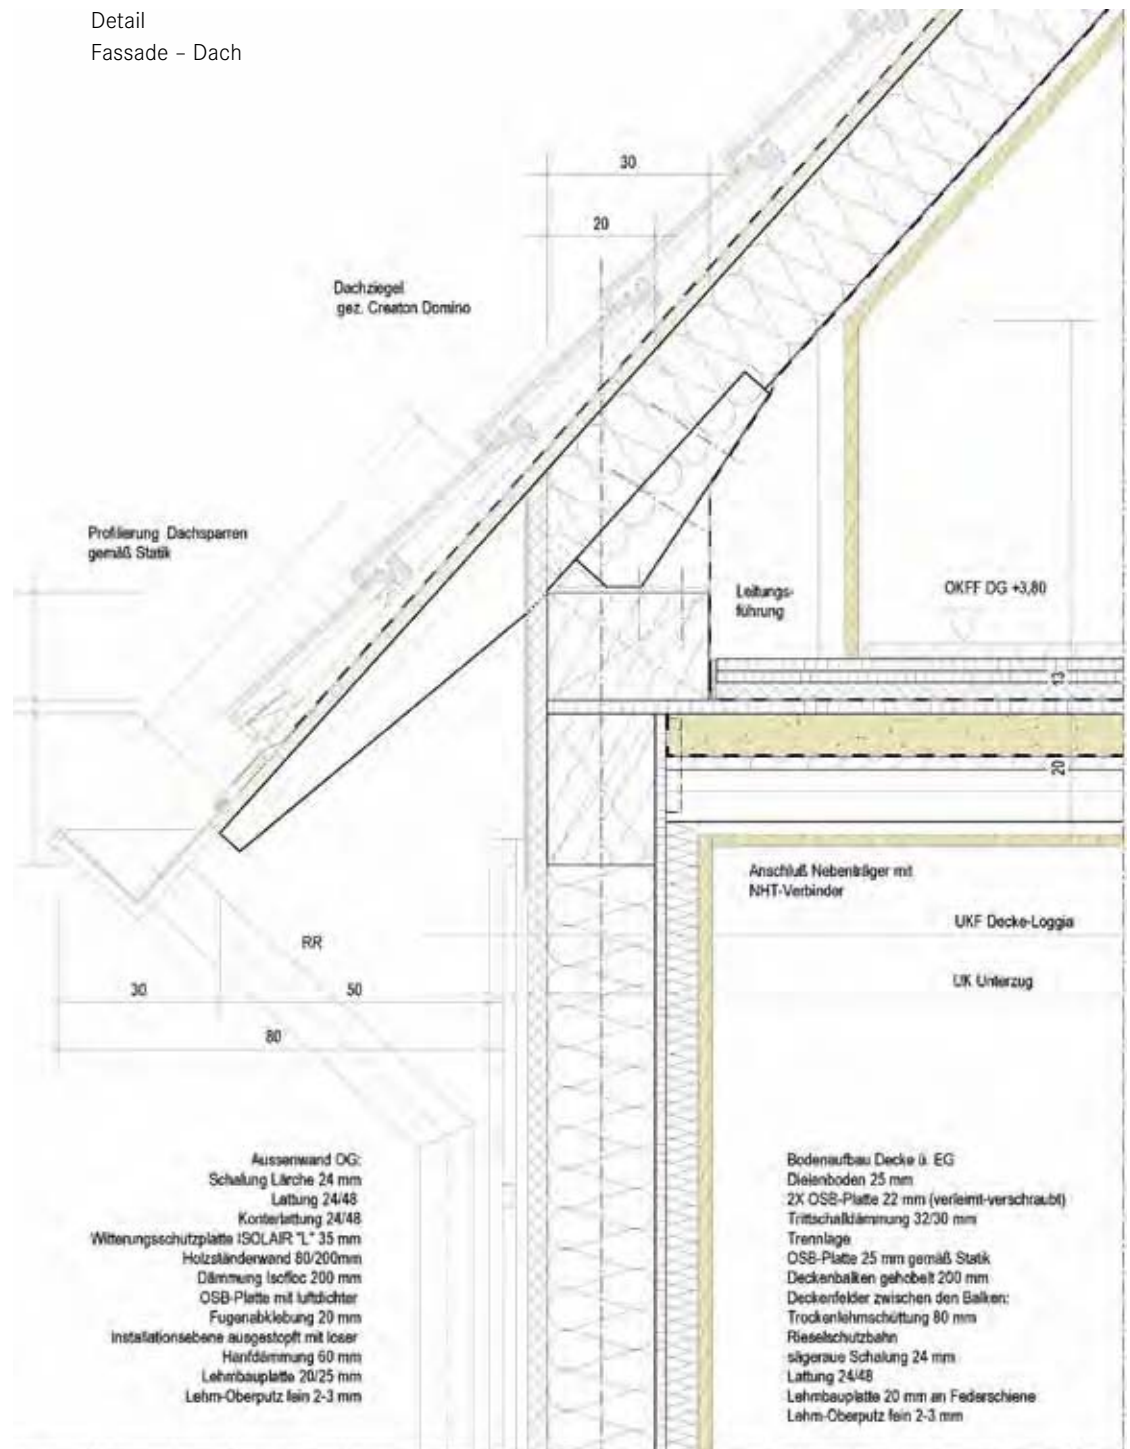 Detail
Fassade – Dach
30
20
Dachziegel
gez. Creaton Domino
Profilierung Dachsparren
gemäß Statik
Leitungs-
führung
OKFF DG +3,80
13
20
Anschluß Nebenträger mit
NHT-Verbinder
UKF Decke-Loggia
UK Unterzug
RR
30
50
80
Aussenwand OG:
Schalung Lärche 24 mm
Lattung 24/48
Konterlattung 24/48
Witterungsschutzplatte ISOLAIR "L" 35 mm
Holzständerwand 80/200mm
Dämmung Isofloc 200 mm
OSB-Platte mit luftdichter
Fugenabklebung 20 mm
Installationsebene ausgestopft mit loser
Hanfdämmung 60 mm
Lehmbauplatte 20/25 mm
Lehm-Oberputz fein 2-3 mm
Bodenaufbau Decke ü. EG
Dielenboden 25 mm
2X OSB-Platte 22 mm (verleimt-verschraubt)
Trittschalldämmung 32/30 mm
Trennlage
OSB-Platte 25 mm gemäß Statik
Deckenbalken gehobelt 200 mm
Deckenfelder zwischen den Balken:
Trockenlehmschüttung 80 mm
Rieselschutzbahn
sägeraue Schalung 24 mm
Lattung 24/48
Lehmbauplatte 20 mm an Federschiene
Lehm-Oberputz fein 2-3 mm